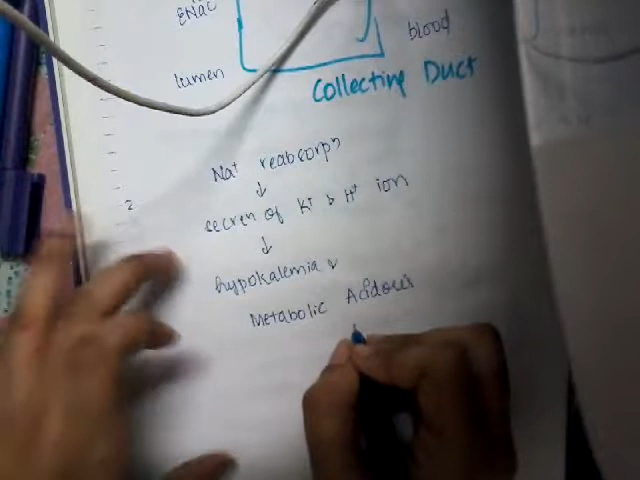 ENaC
blood
lumen
Collecting Duct
Na+ reabsorpn
↓
secren of K+ & H+ ion
↓
hypokalemia
Metabolic Acidosis